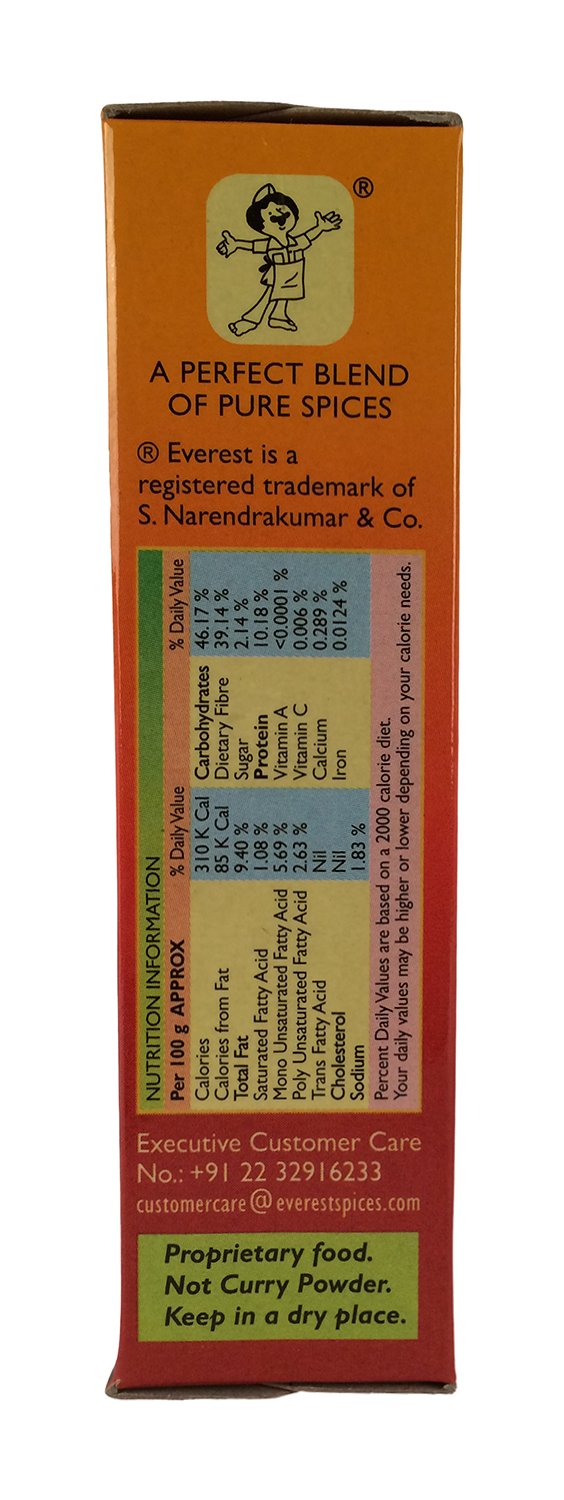 ®
A PERFECT BLEND
OF PURE SPICES
® Everest is a
registered trademark of
S. Narendrakumar & Co.
NUTRITION INFORMATION
Per 100 g APPROX % Daily Value % Daily Value
Calories 310 K Cal Carbohydrates 46.17 %
Calories from Fat 85 K Cal Dietary Fibre 39.14 %
Total Fat 9.40 % Sugar 2.14 %
Saturated Fatty Acid 1.08 % Protein 10.18 %
Mono Unsaturated Fatty Acid 5.69 % Vitamin A <0.0001 %
Poly Unsaturated Fatty Acid 2.63 % Vitamin C 0.006 %
Trans Fatty Acid Nil Calcium 0.289 %
Cholesterol Nil Iron 0.0124 %
Sodium 1.83 %
Percent Daily Values are based on a 2000 calorie diet.
Your daily values may be higher or lower depending on your calorie needs.
Executive Customer Care
No.: +91 22 32916233
customercare@everestspices.com
Proprietary food.
Not Curry Powder.
Keep in a dry place.